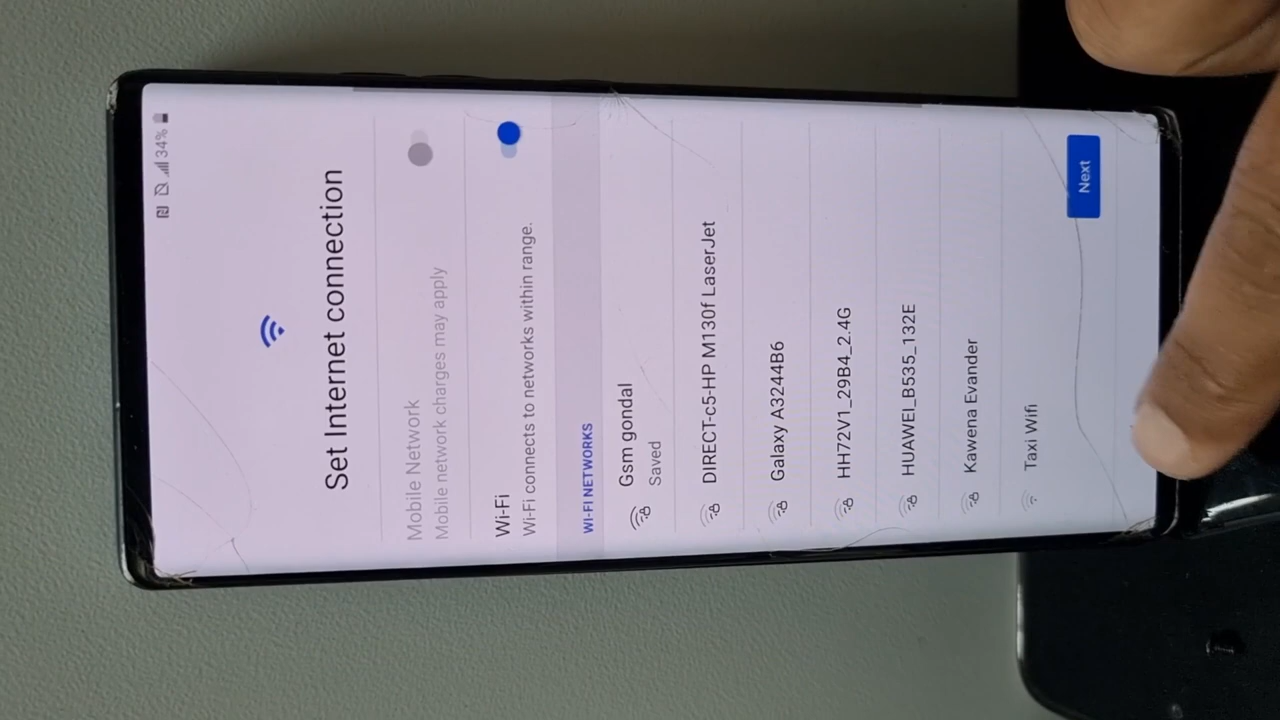 34%
Set Internet connection
Mobile Network
Mobile network charges may apply
Wi-Fi
Wi-Fi connects to networks within range.
WI-FI NETWORKS
Gsm gondal
Saved
DIRECT-c5-HP M130f LaserJet
Galaxy A3244B6
HH72V1_29B4_2.4G
HUAWEI_B535_132E
Kawena Evander
Taxi Wifi
Next